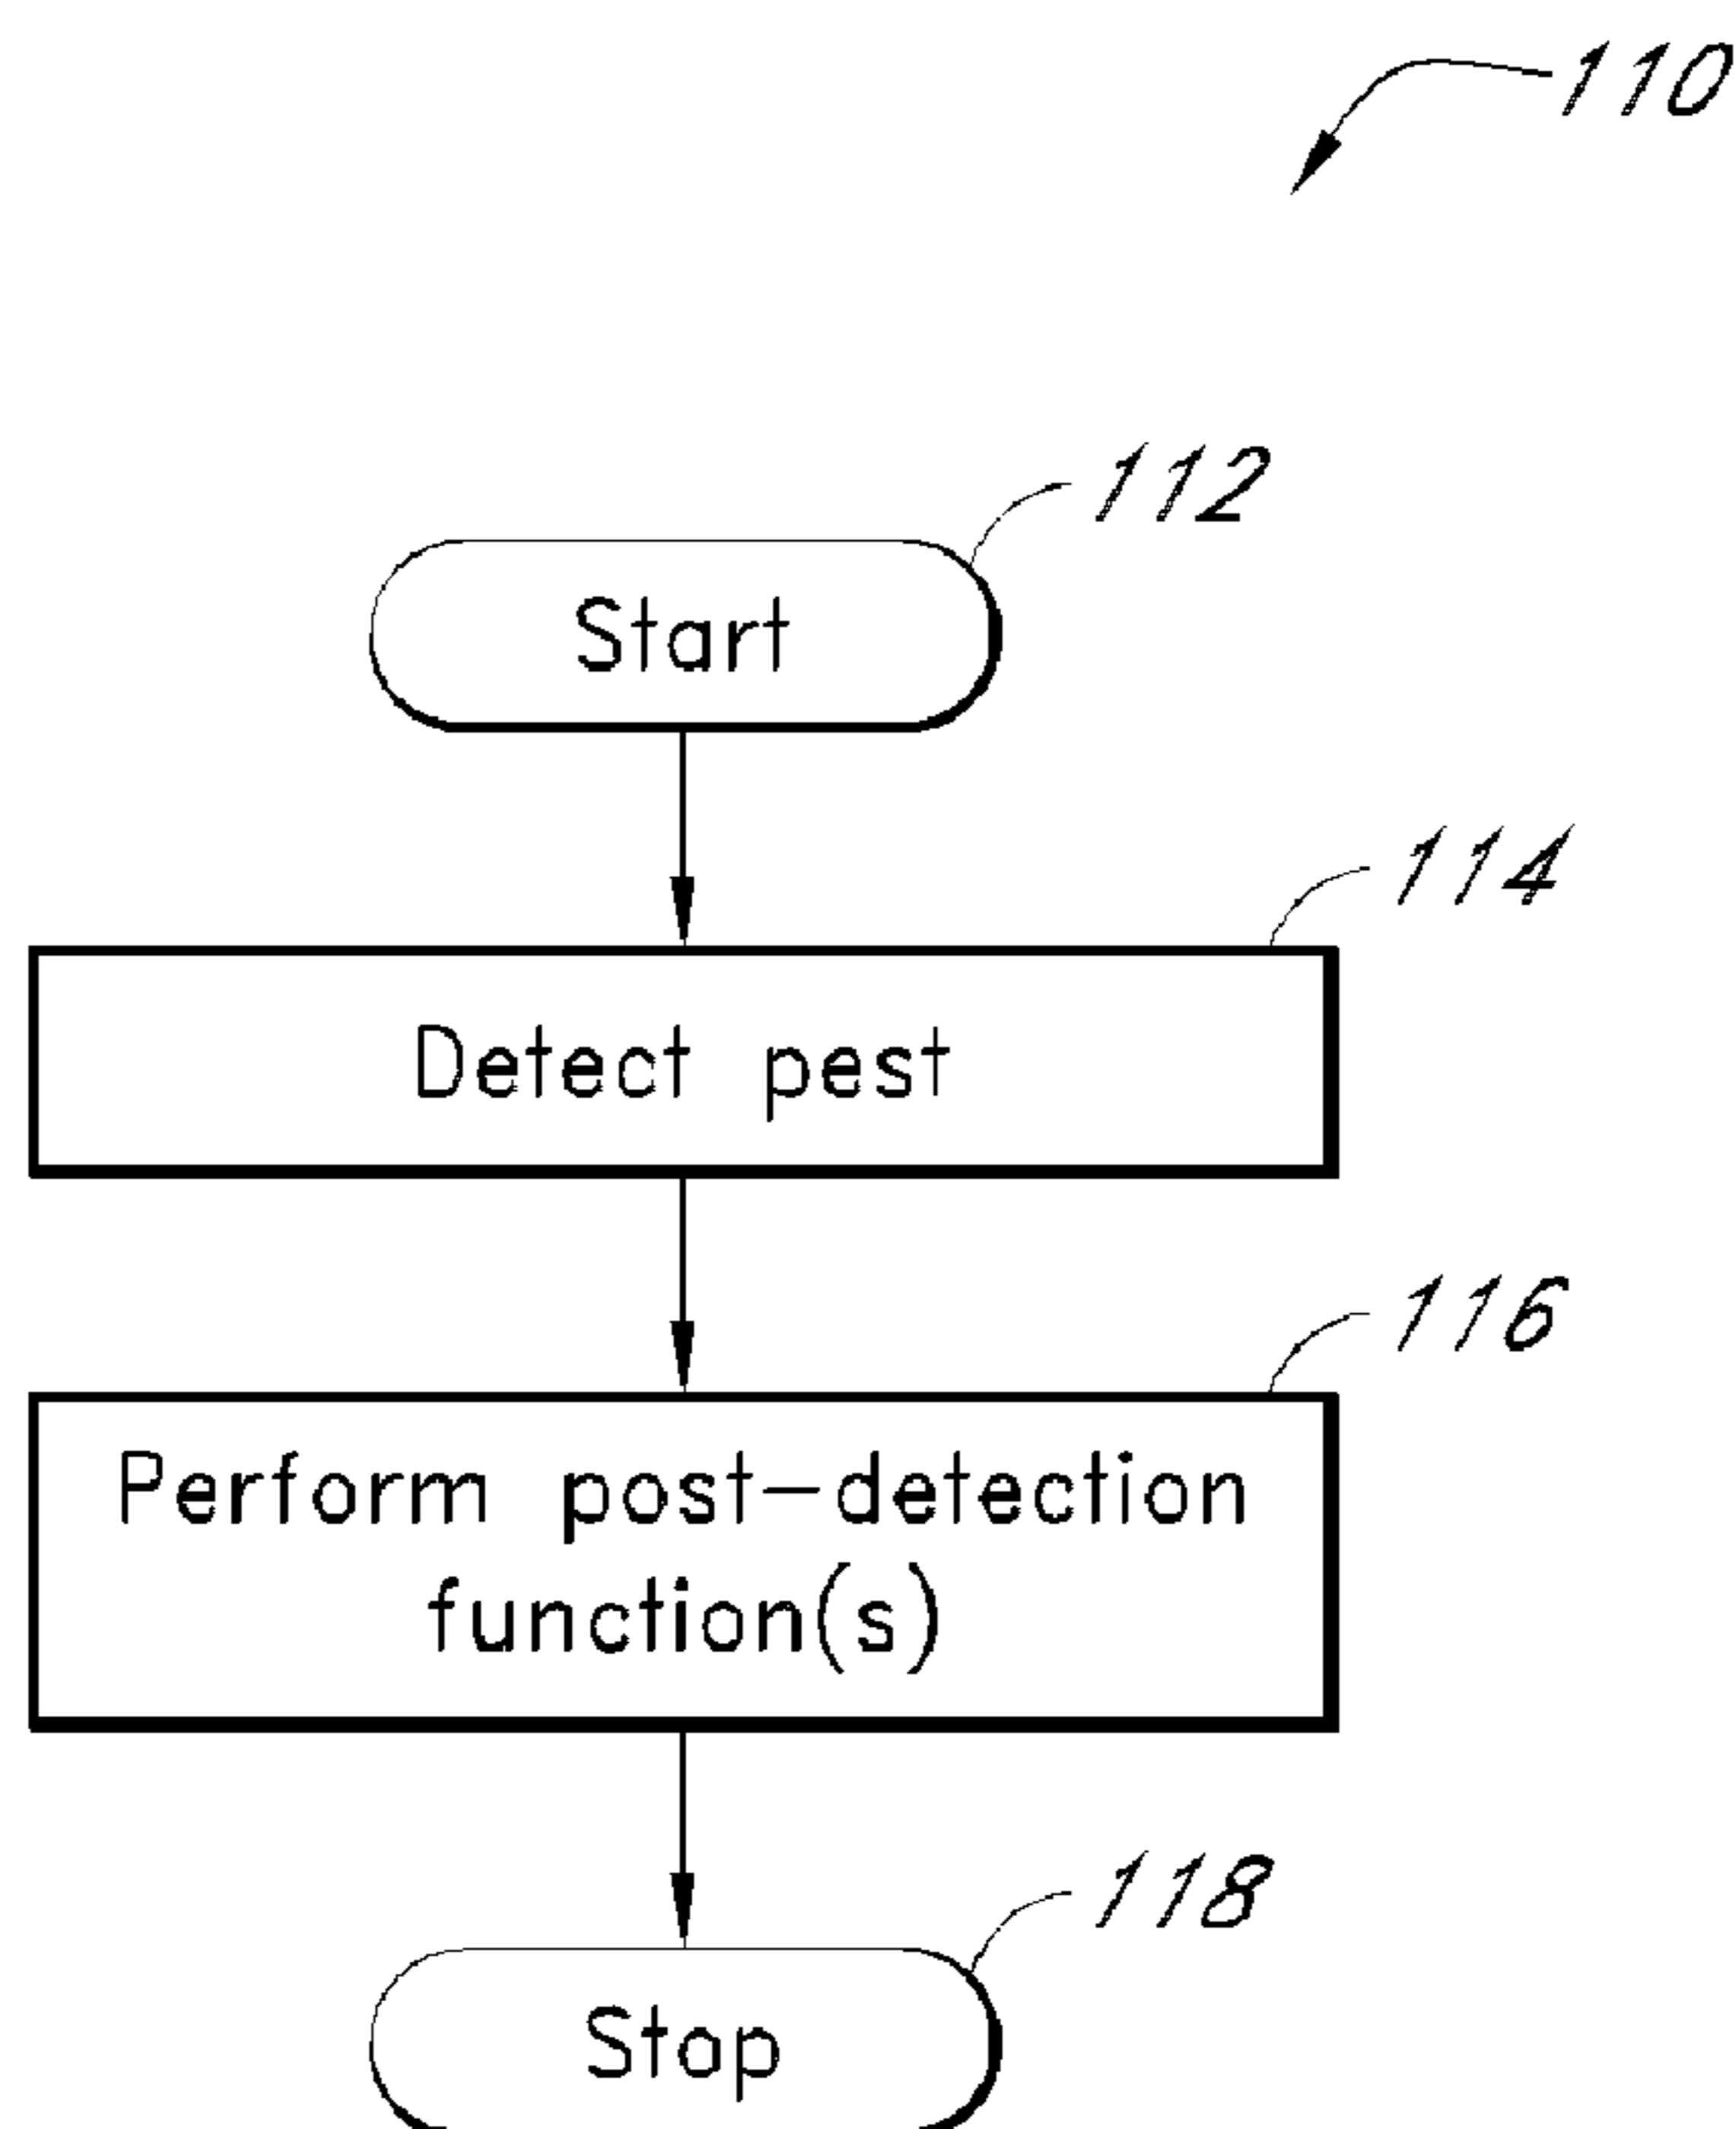 110
112
Start
114
Detect pest
116
Perform post-detection
function(s)
118
Stop